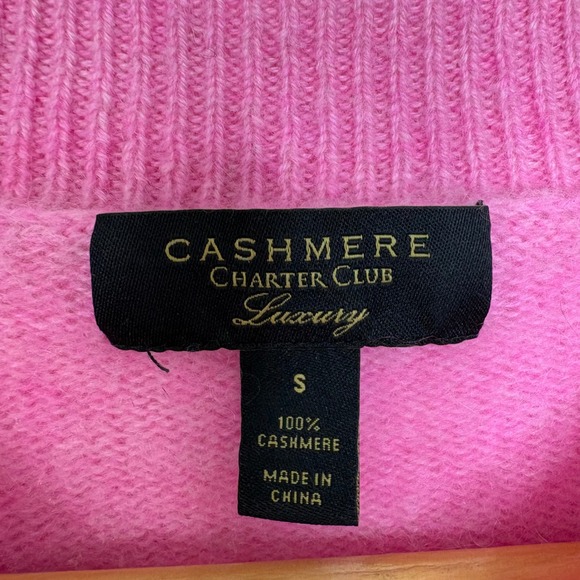 CASHMERE
CHARTER CLUB
Luxury
S
100%
CASHMERE
MADE IN
CHINA